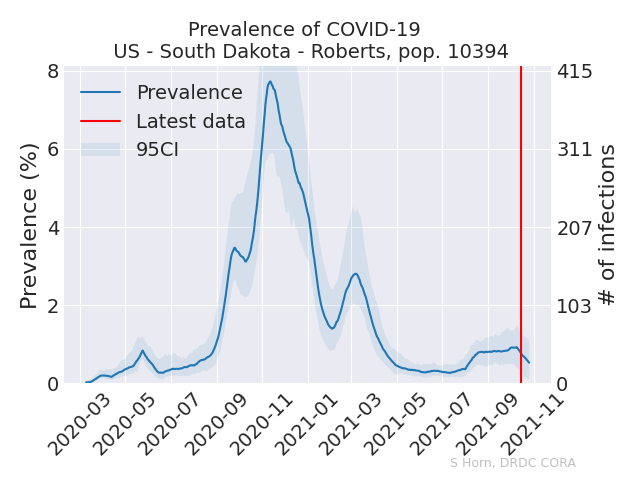 Prevalence of COVID-19
US - South Dakota - Roberts, pop. 10394
Prevalence
Latest data
95CI
Prevalence (%)
8
6
4
2
0
# of infections
415
311
207
103
0
2020-03
2020-05
2020-07
2020-09
2020-11
2021-01
2021-03
2021-05
2021-07
2021-09
2021-11
S Horn, DRDC CORA